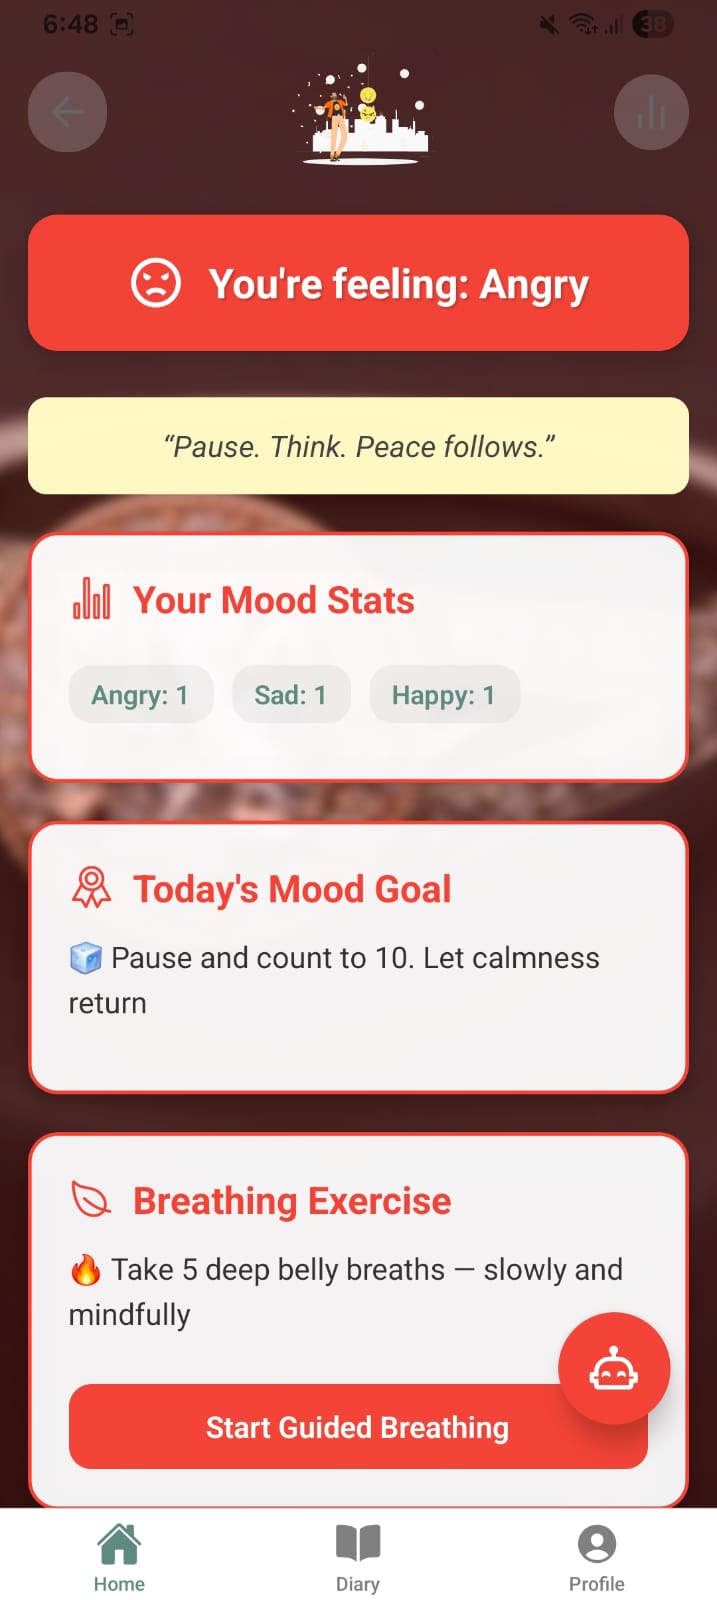 6:48
38
You're feeling: Angry
“Pause. Think. Peace follows.”
Your Mood Stats
Angry: 1
Sad: 1
Happy: 1
Today's Mood Goal
🧊 Pause and count to 10. Let calmness
return
Breathing Exercise
🔥 Take 5 deep belly breaths — slowly and
mindfully
Start Guided Breathing
Home
Diary
Profile